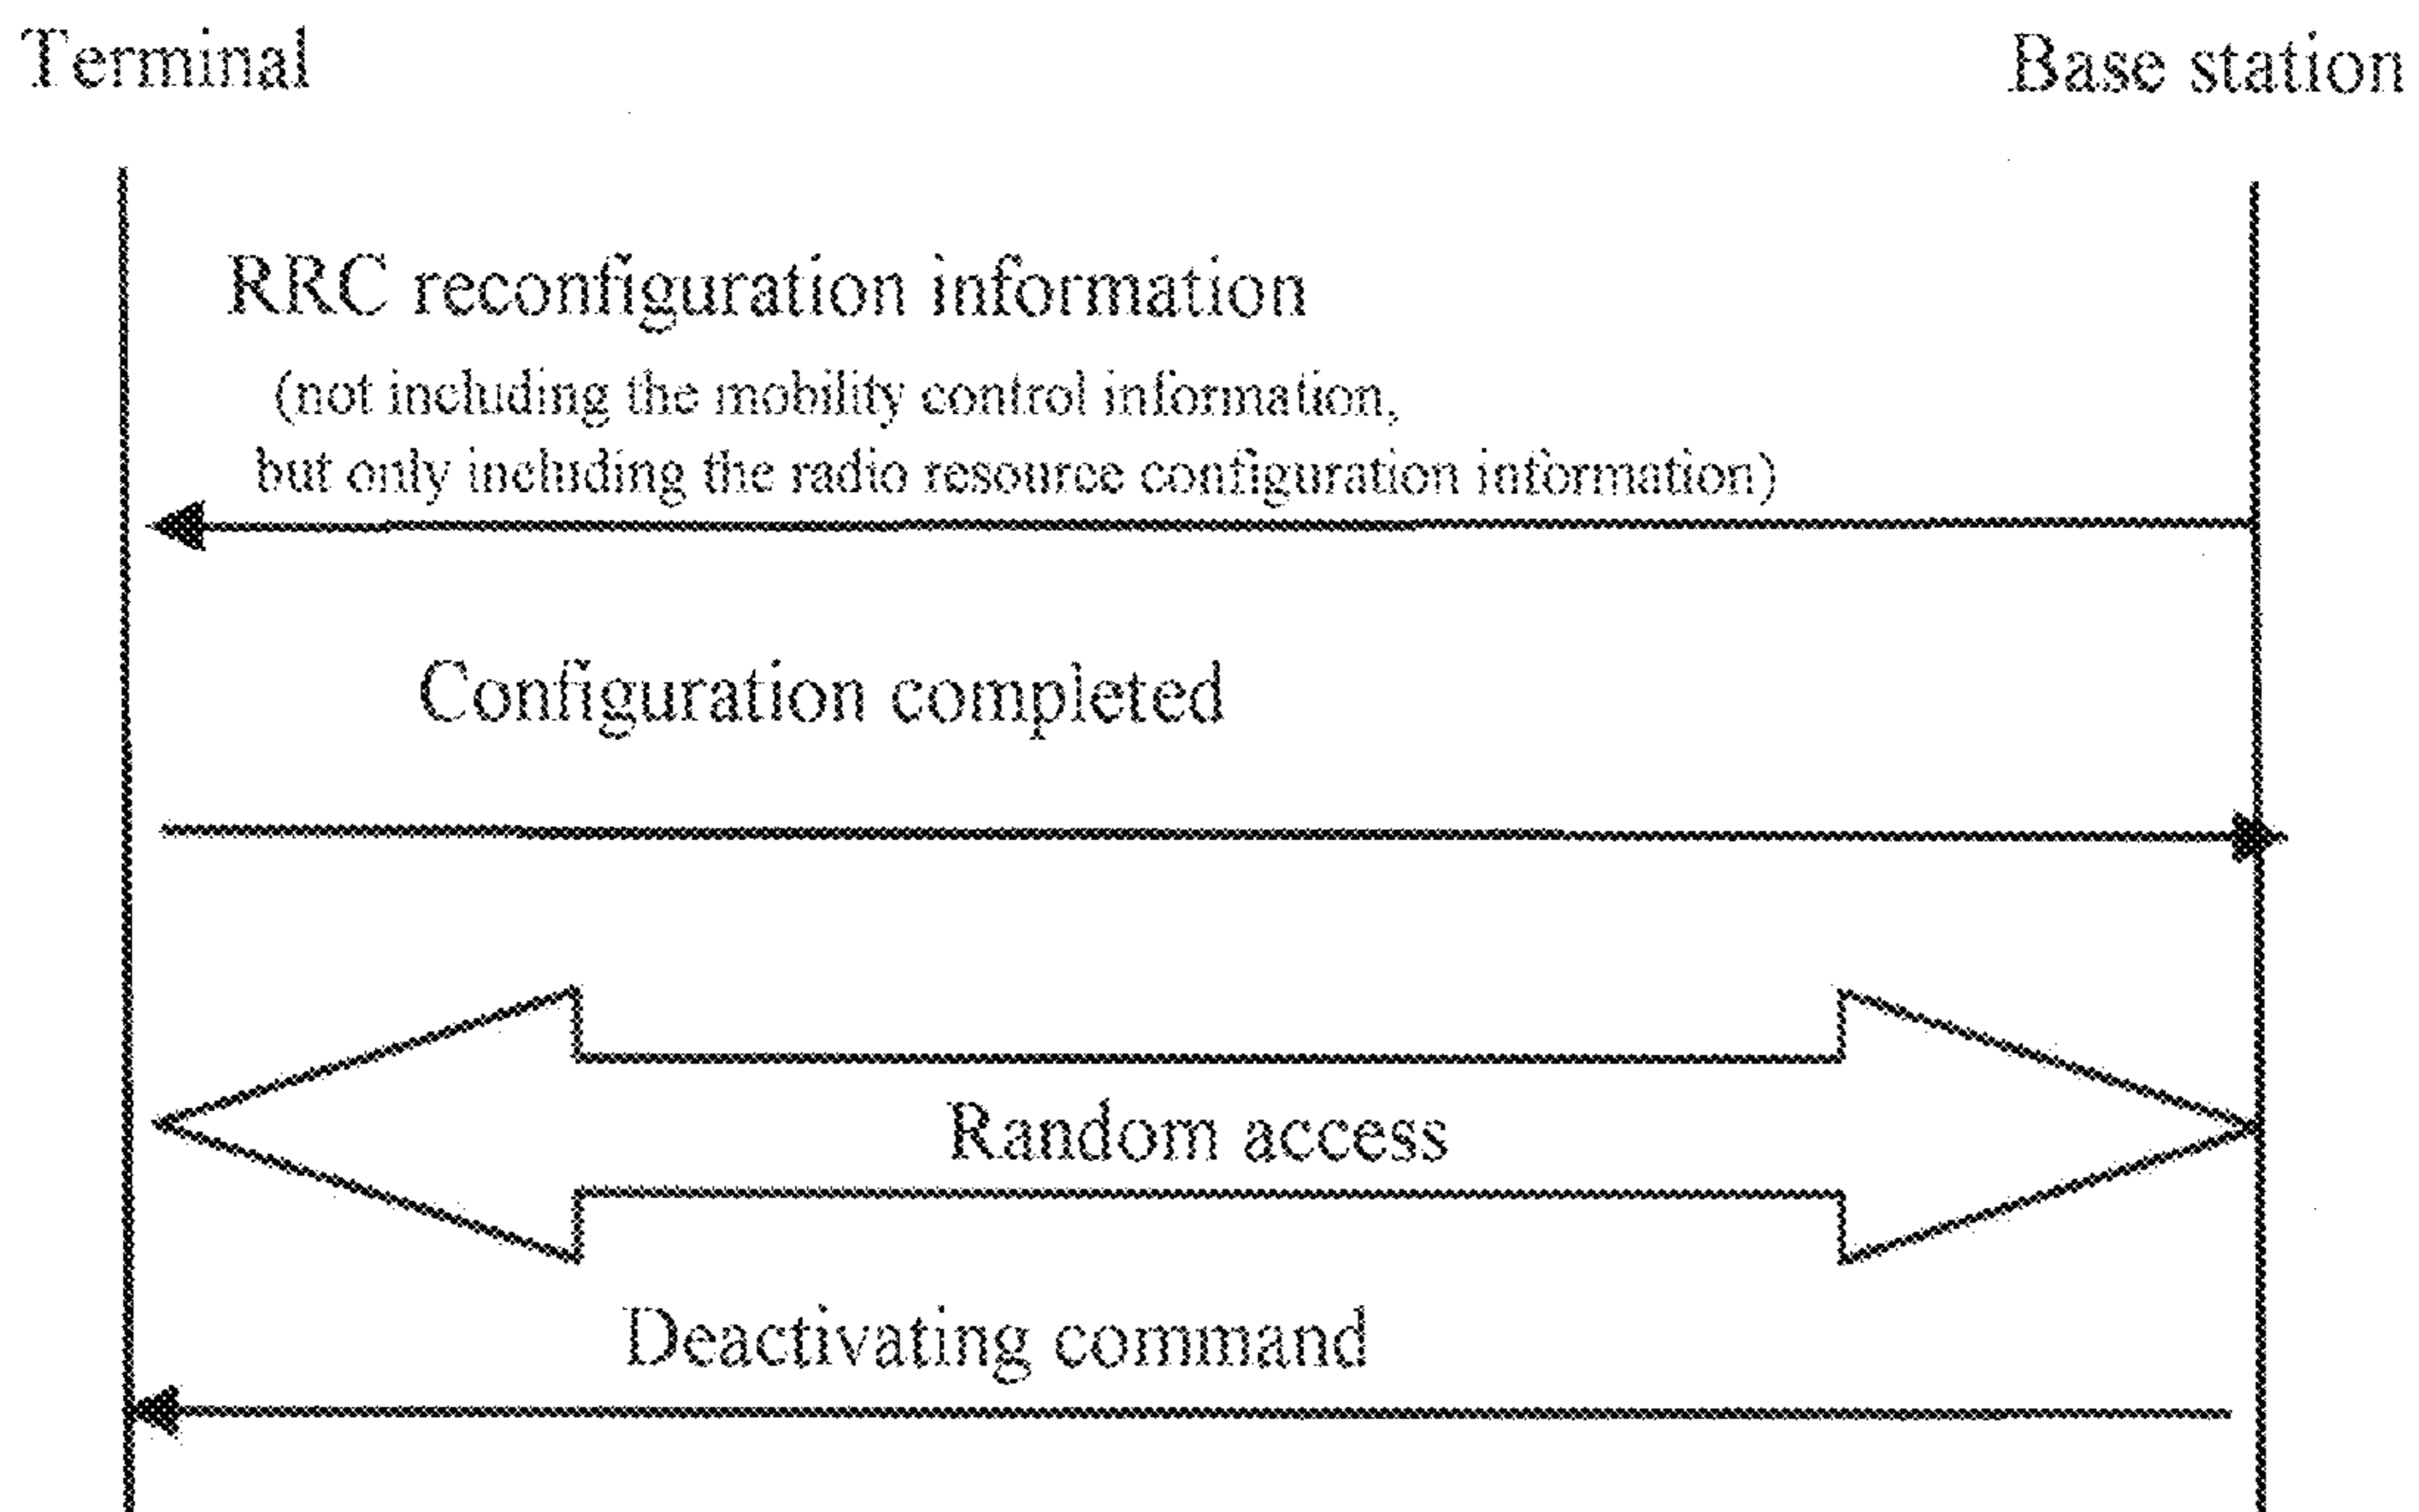 Terminal
Base station
RRC reconfiguration information
(not including the mobility control information,
but only including the radio resource configuration information)
Configuration completed
Random access
Deactivating command